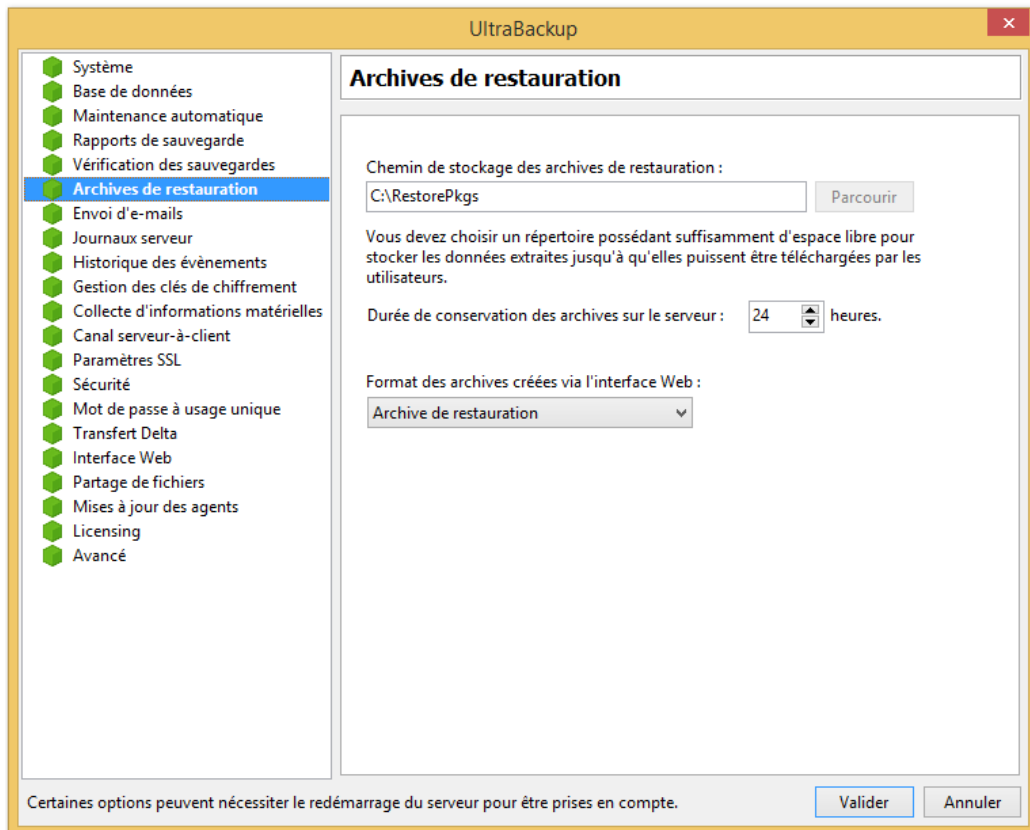 UltraBackup
Système
Base de données
Maintenance automatique
Rapports de sauvegarde
Vérification des sauvegardes
Archives de restauration
Envoi d'e-mails
Journaux serveur
Historique des évènements
Gestion des clés de chiffrement
Collecte d'informations matérielles
Canal serveur-à-client
Paramètres SSL
Sécurité
Mot de passe à usage unique
Transfert Delta
Interface Web
Partage de fichiers
Mises à jour des agents
Licensing
Avancé
Archives de restauration
Chemin de stockage des archives de restauration :
C:\RestorePkgs
Parcourir
Vous devez choisir un répertoire possédant suffisamment d'espace libre pour
stocker les données extraites jusqu'à qu'elles puissent être téléchargées par les
utilisateurs.
Durée de conservation des archives sur le serveur : 24 heures.
Format des archives créées via l'interface Web :
Archive de restauration
Certaines options peuvent nécessiter le redémarrage du serveur pour être prises en compte.
Valider
Annuler